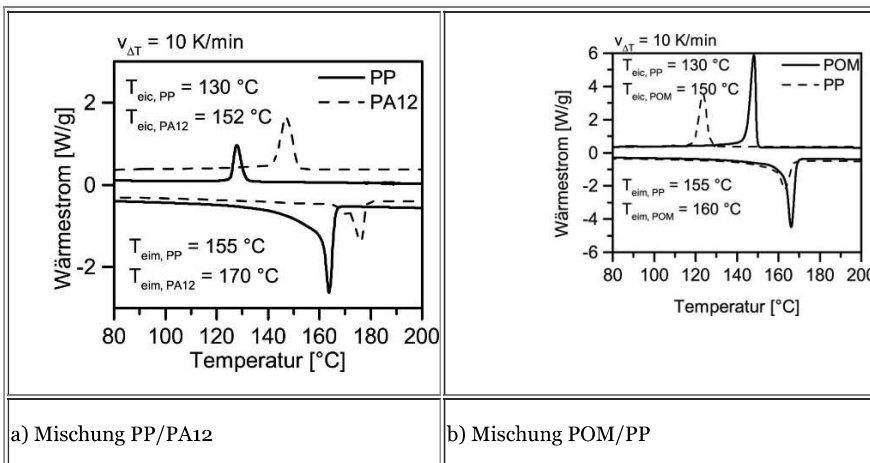 v_ΔT = 10 K/min
T_eic, PP = 130 °C
T_eic, PA12 = 152 °C
PP
PA12
2
0
-2
Wärmestrom [W/g]
T_eim, PP = 155 °C
T_eim, PA12 = 170 °C
80 100 120 140 160 180 200
Temperatur [°C]
a) Mischung PP/PA12
v_ΔT = 10 K/min
T_eic, PP = 130 °C
T_eic, POM = 150 °C
POM
PP
6
4
2
0
-2
-4
-6
Wärmestrom [W/g]
T_eim, PP = 155 °C
T_eim, POM = 160 °C
80 100 120 140 160 180 200
Temperatur [°C]
b) Mischung POM/PP